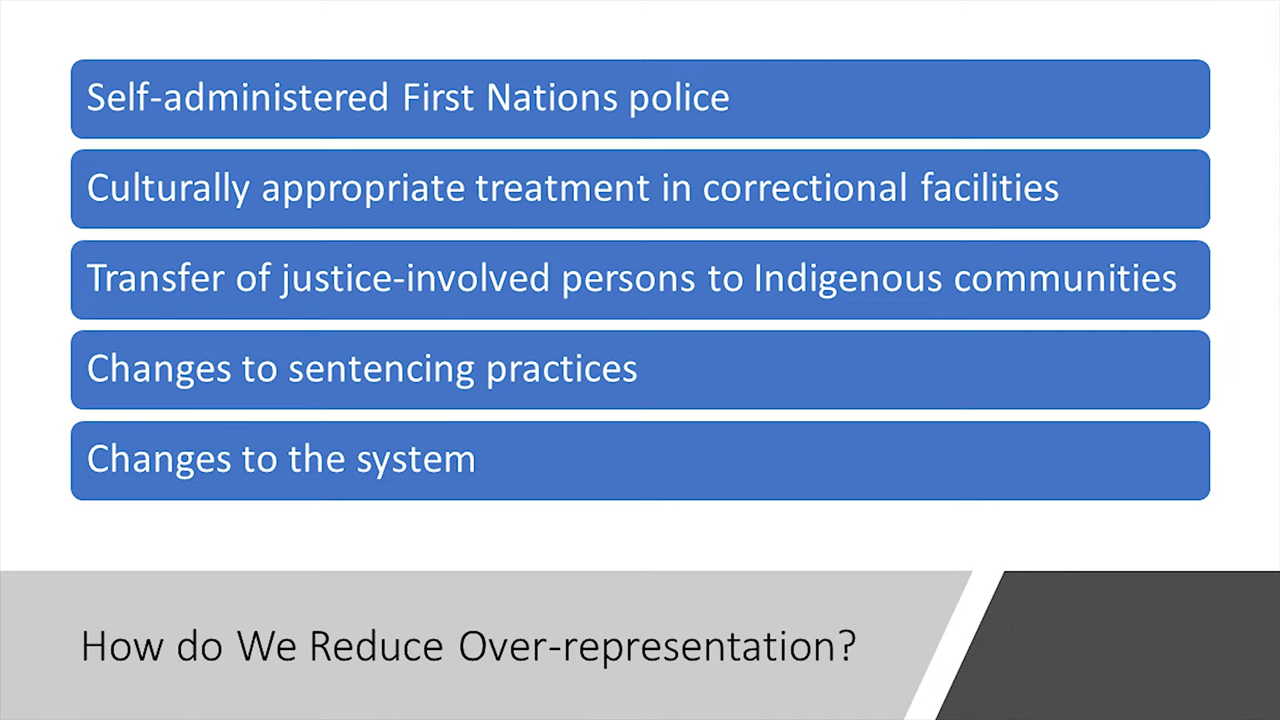 Self-administered First Nations police
Culturally appropriate treatment in correctional facilities
Transfer of justice-involved persons to Indigenous communities
Changes to sentencing practices
Changes to the system
How do We Reduce Over-representation?